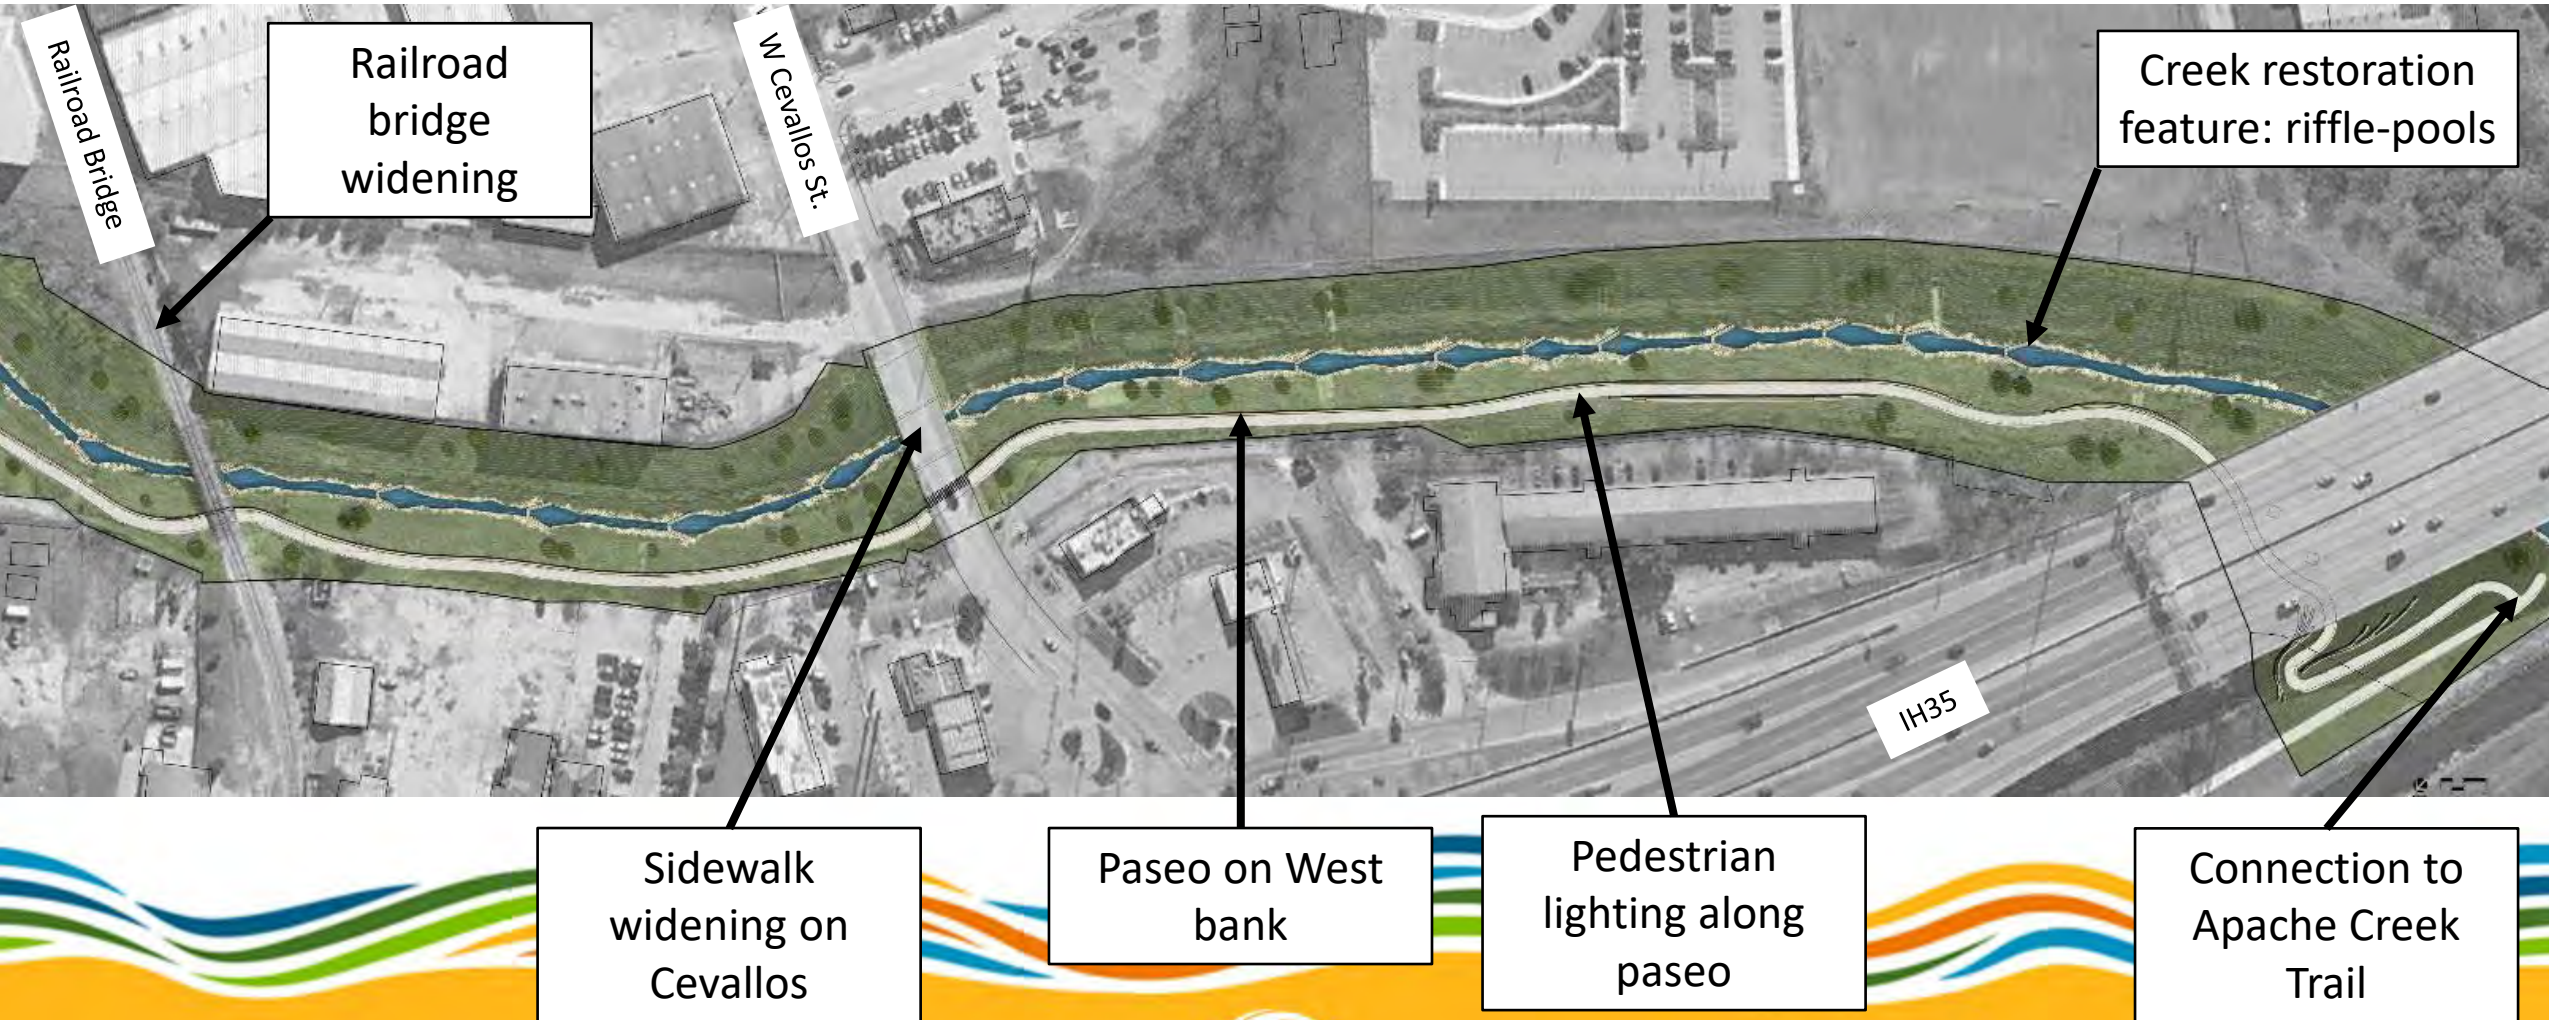 Railroad Bridge
Railroad
bridge
widening
W Cevallos St.
Creek restoration
feature: riffle-pools
IH35
Sidewalk
widening on
Cevallos
Paseo on West
bank
Pedestrian
lighting along
paseo
Connection to
Apache Creek
Trail